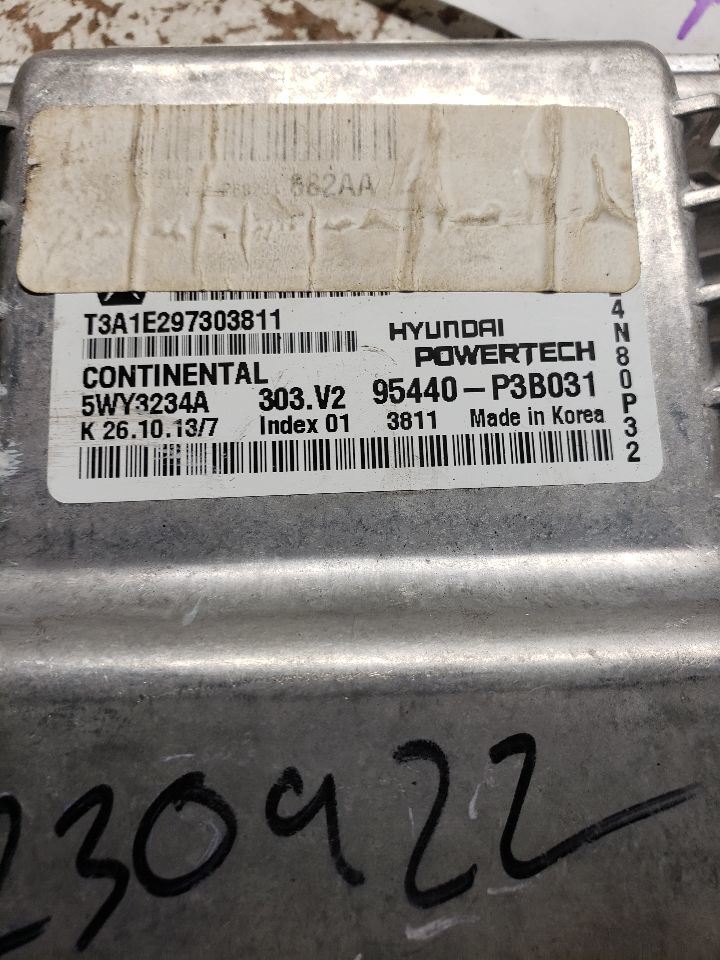 682AA
T3A1E297303811
HYUNDAI
POWERTECH
CONTINENTAL
5WY3234A 303.V2 95440-P3B031
K 26.10.13/7 Index 01 3811 Made in Korea
4N80P32
230922